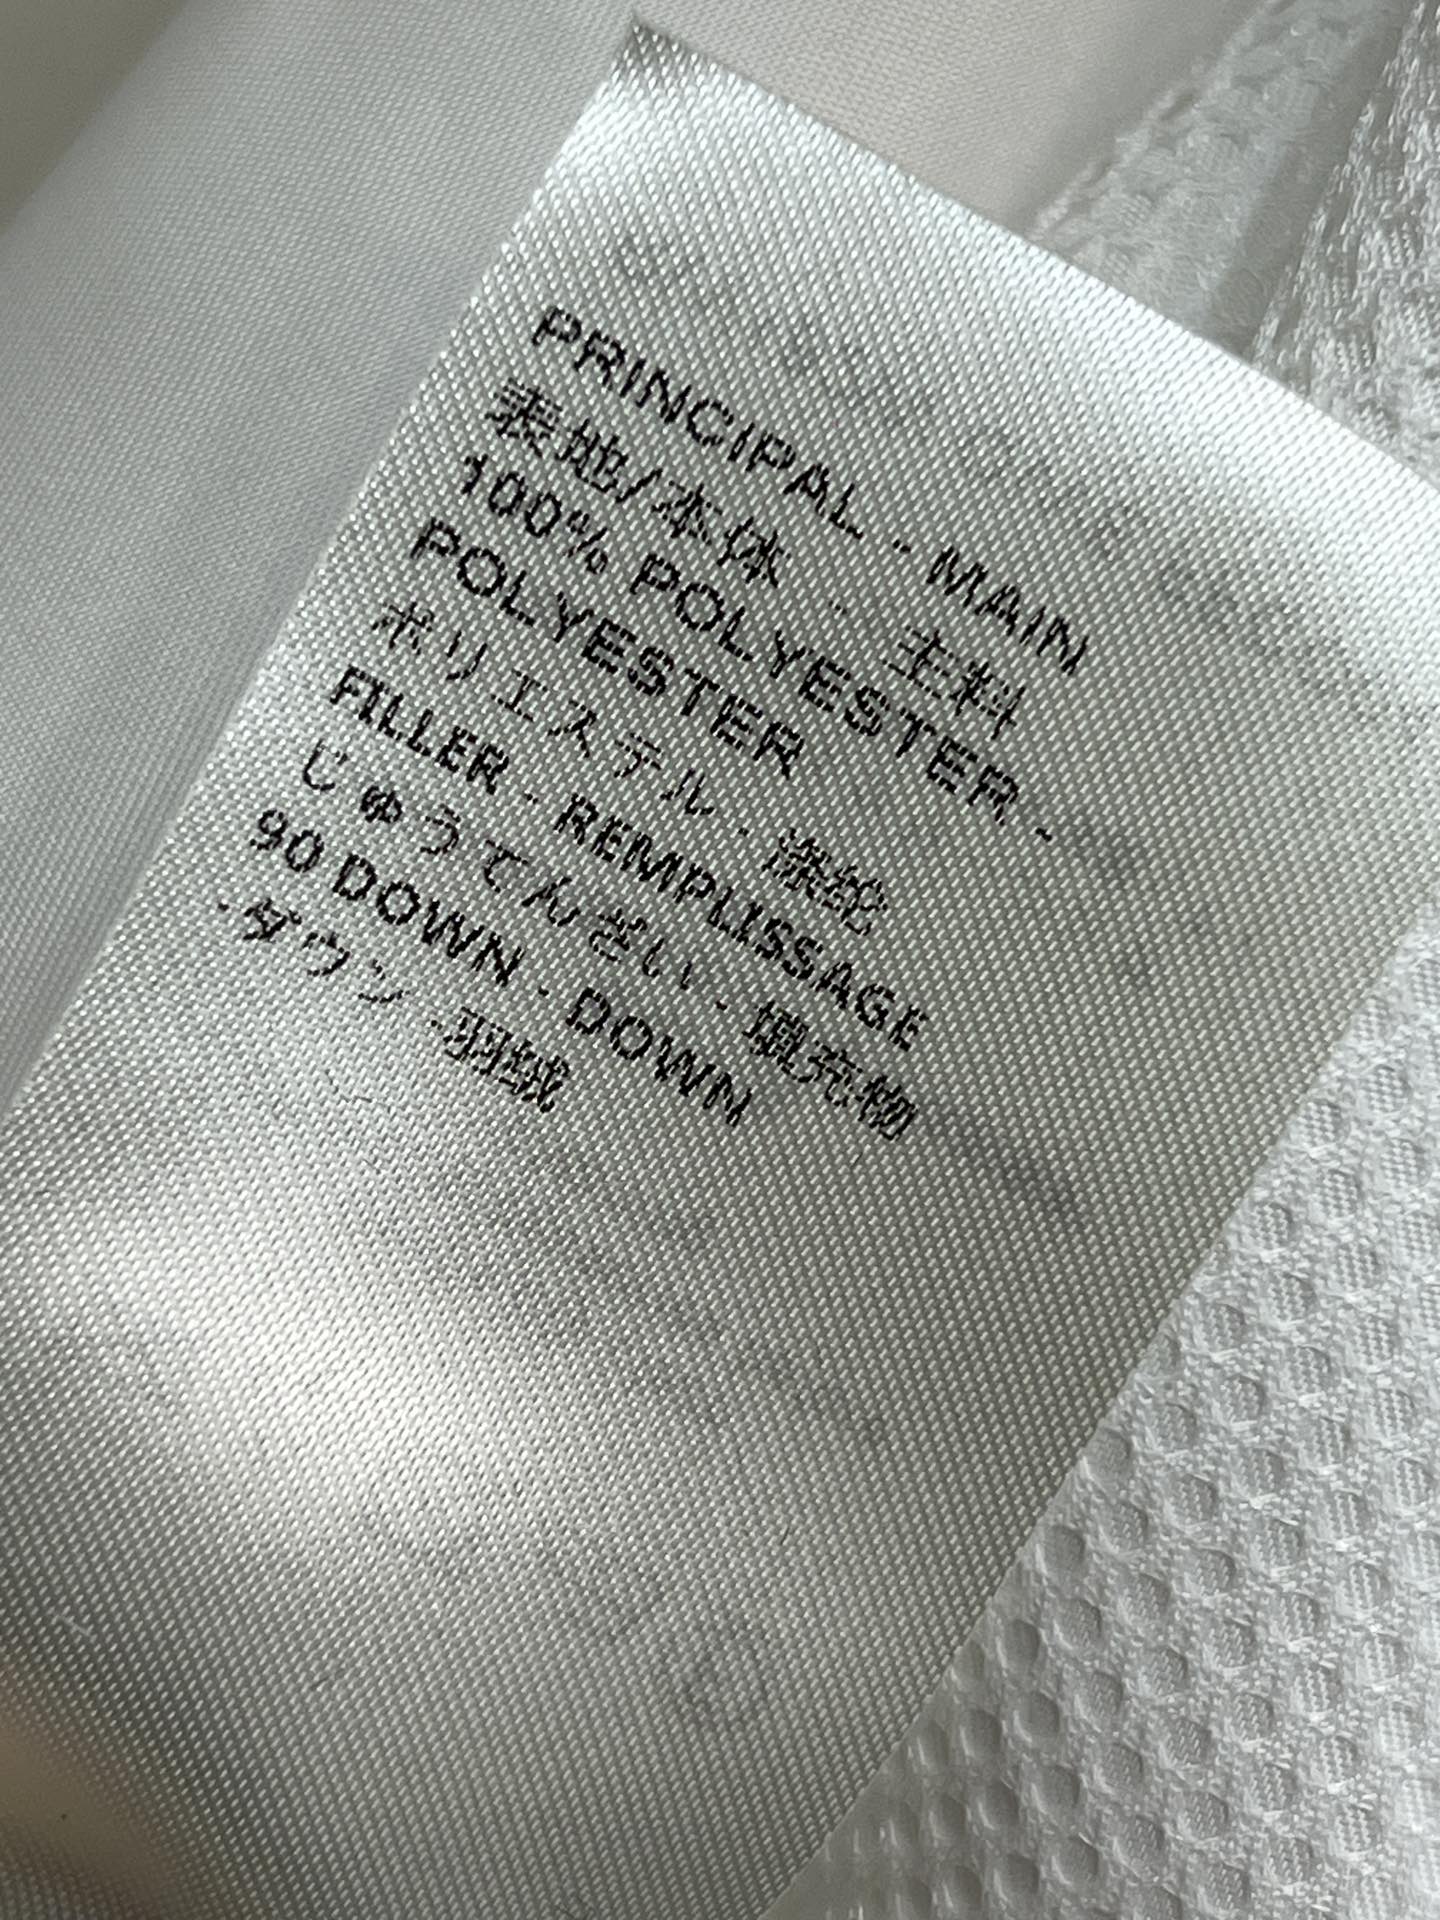 PRINCIPAL - MAIN
表地/本体 - 主料
100% POLYESTER -
POLYESTER
ポリエステル - 涤纶
FILLER - REMPLISSAGE
じゅうてんざい - 填充物
90 DOWN - DOWN
- ダウン - 羽绒